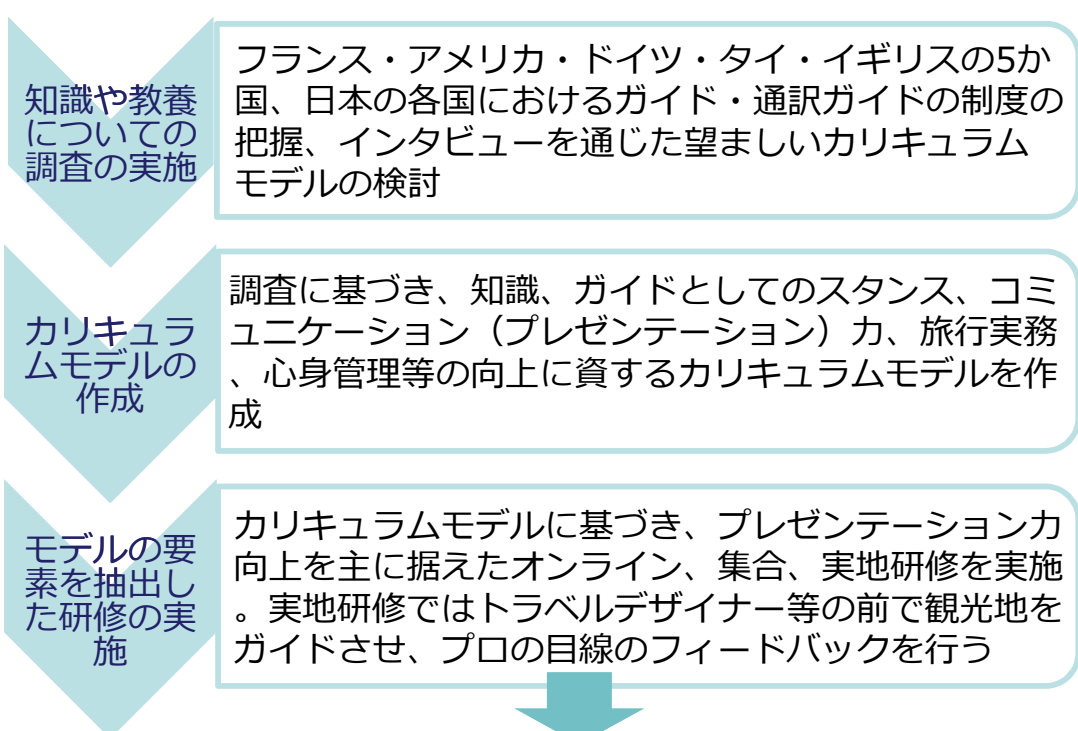 知識や教養
についての
調査の実施
フランス・アメリカ・ドイツ・タイ・イギリスの5か
国、日本の各国におけるガイド・通訳ガイドの制度の
把握、インタビューを通じた望ましいカリキュラム
モデルの検討
カリキュラ
ムモデルの
作成
調査に基づき、知識、ガイドとしてのスタンス、コミ
ュニケーション（プレゼンテーション）力、旅行実務
、心身管理等の向上に資するカリキュラムモデルを作
成
モデルの要
素を抽出し
た研修の実
施
カリキュラムモデルに基づき、プレゼンテーション力
向上を主に据えたオンライン、集合、実地研修を実施
。実地研修ではトラベルデザイナー等の前で観光地を
ガイドさせ、プロの目線のフィードバックを行う